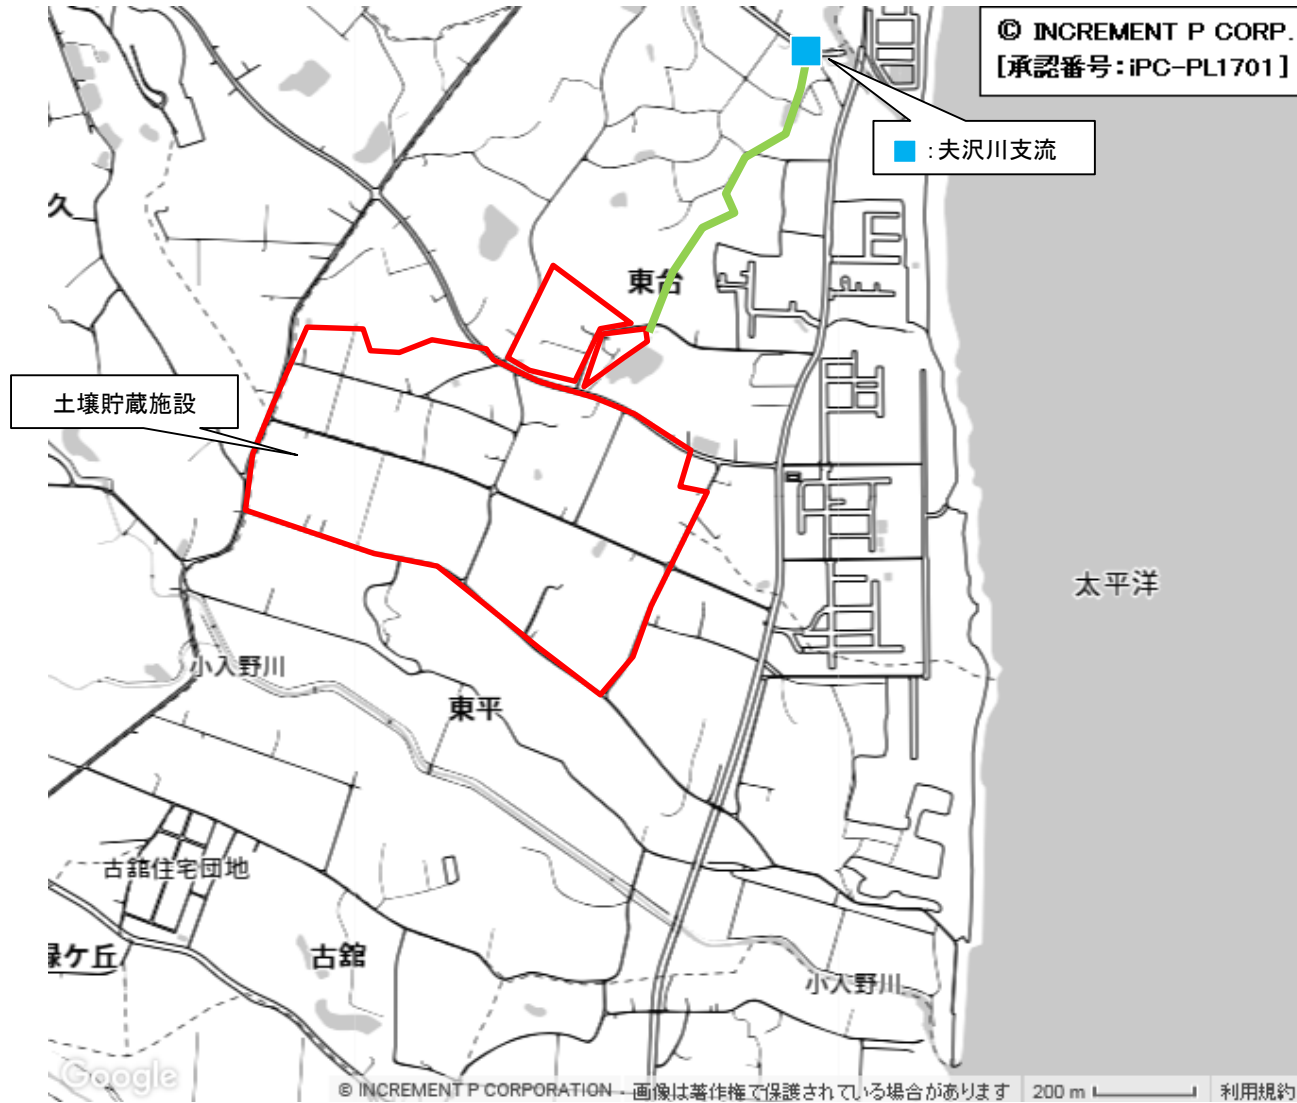 © INCREMENT P CORP.
[承認番号:iPC-PL1701]
:夫沢川支流
久
東台
土壌貯蔵施設
太平洋
小入野川
東平
古舘住宅団地
緑ケ丘
古舘
小入野川
Google
© INCREMENT P CORPORATION - 画像は著作権で保護されている場合があります
200 m
利用規約